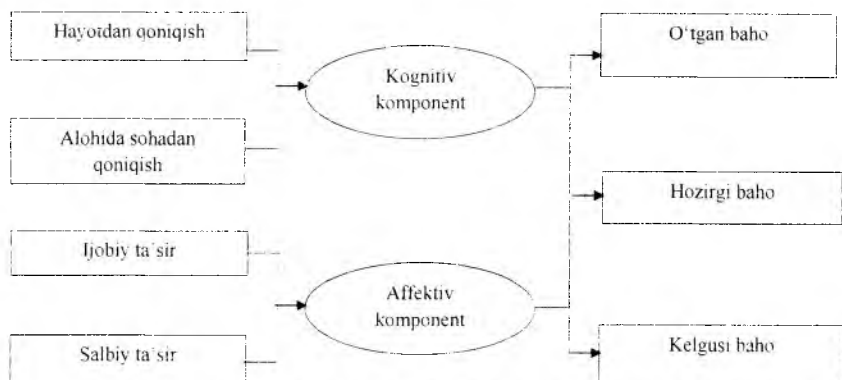 Hayotdan qoniqish
Alohida sohadan
qoniqish
Ijobiy ta'sir
Salbiy ta'sir
Kognitiv
komponent
Affektiv
komponent
O'tgan baho
Hozirgi baho
Kelgusi baho